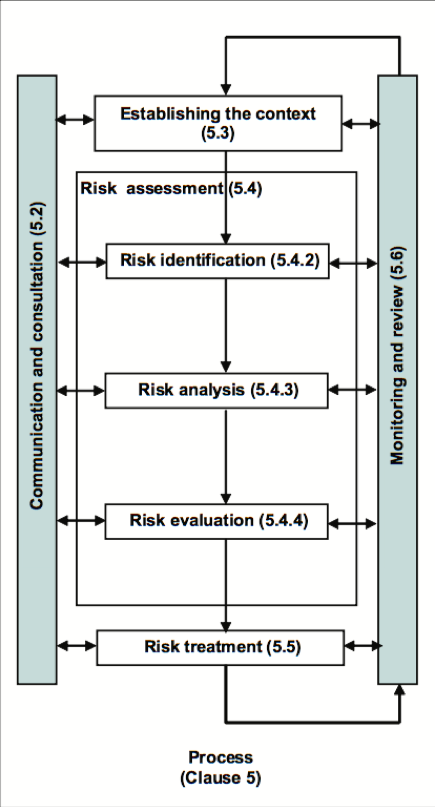 Establishing the context
(5.3)
Risk assessment (5.4)
Risk identification (5.4.2)
Risk analysis (5.4.3)
Risk evaluation (5.4.4)
Risk treatment (5.5)
Communication and consultation (5.2)
Monitoring and review (5.6)
Process
(Clause 5)